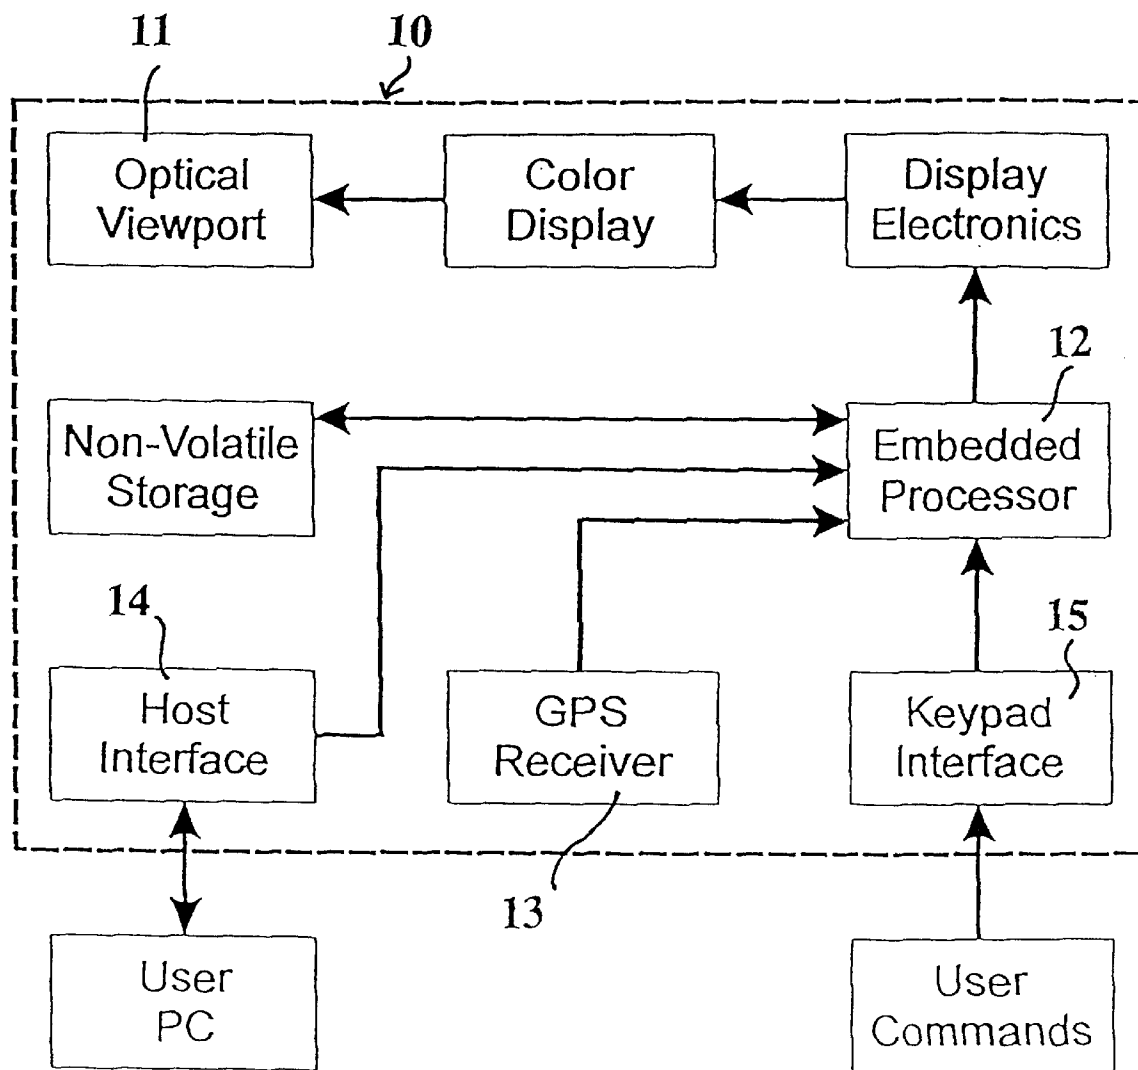 11
10
Optical
Viewport
Color
Display
Display
Electronics
12
Non-Volatile
Storage
Embedded
Processor
14
15
Host
Interface
GPS
Receiver
Keypad
Interface
13
User
PC
User
Commands